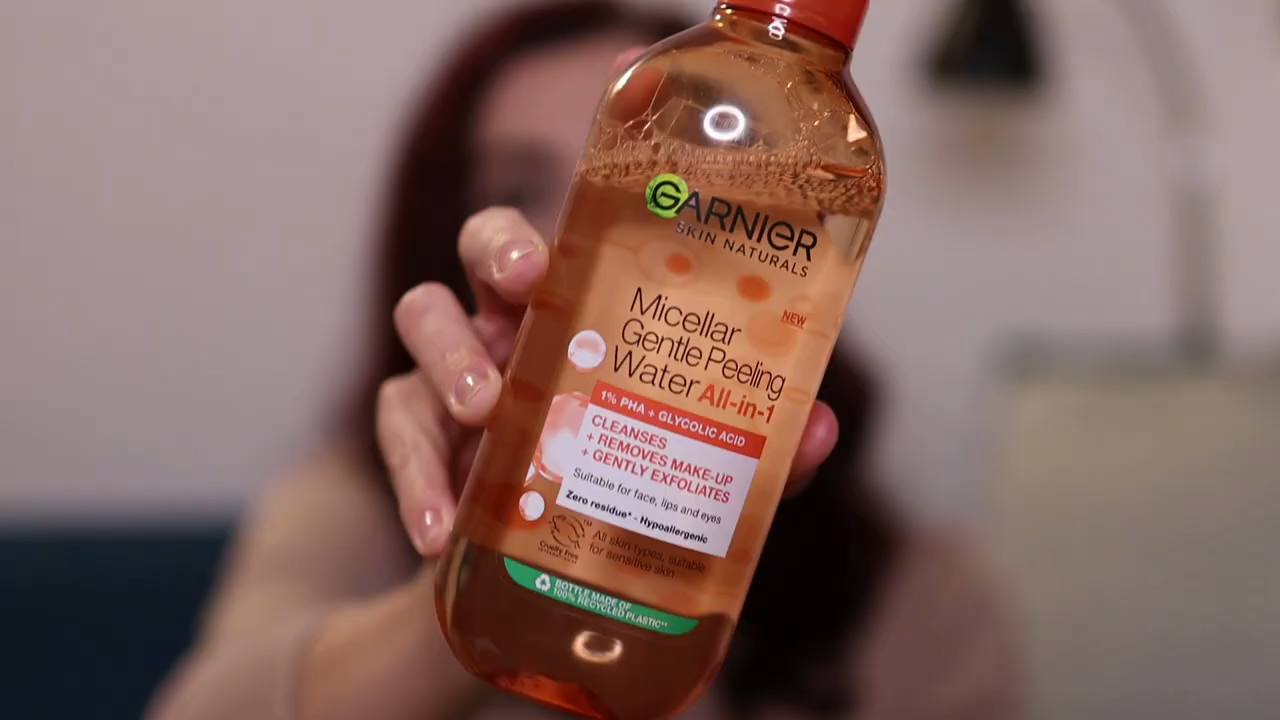 GARNIER
SKIN NATURALS
NEW
Micellar
Gentle Peeling
Water All-in-1
1% PHA + GLYCOLIC ACID
CLEANSES
+ REMOVES MAKE-UP
+ GENTLY EXFOLIATES
Suitable for face, lips and eyes
Zero residue* - Hypoallergenic
Cruelty Free
INTERNATIONAL
TM
All skin types, suitable
for sensitive skin
BOTTLE MADE OF
100% RECYCLED PLASTIC**